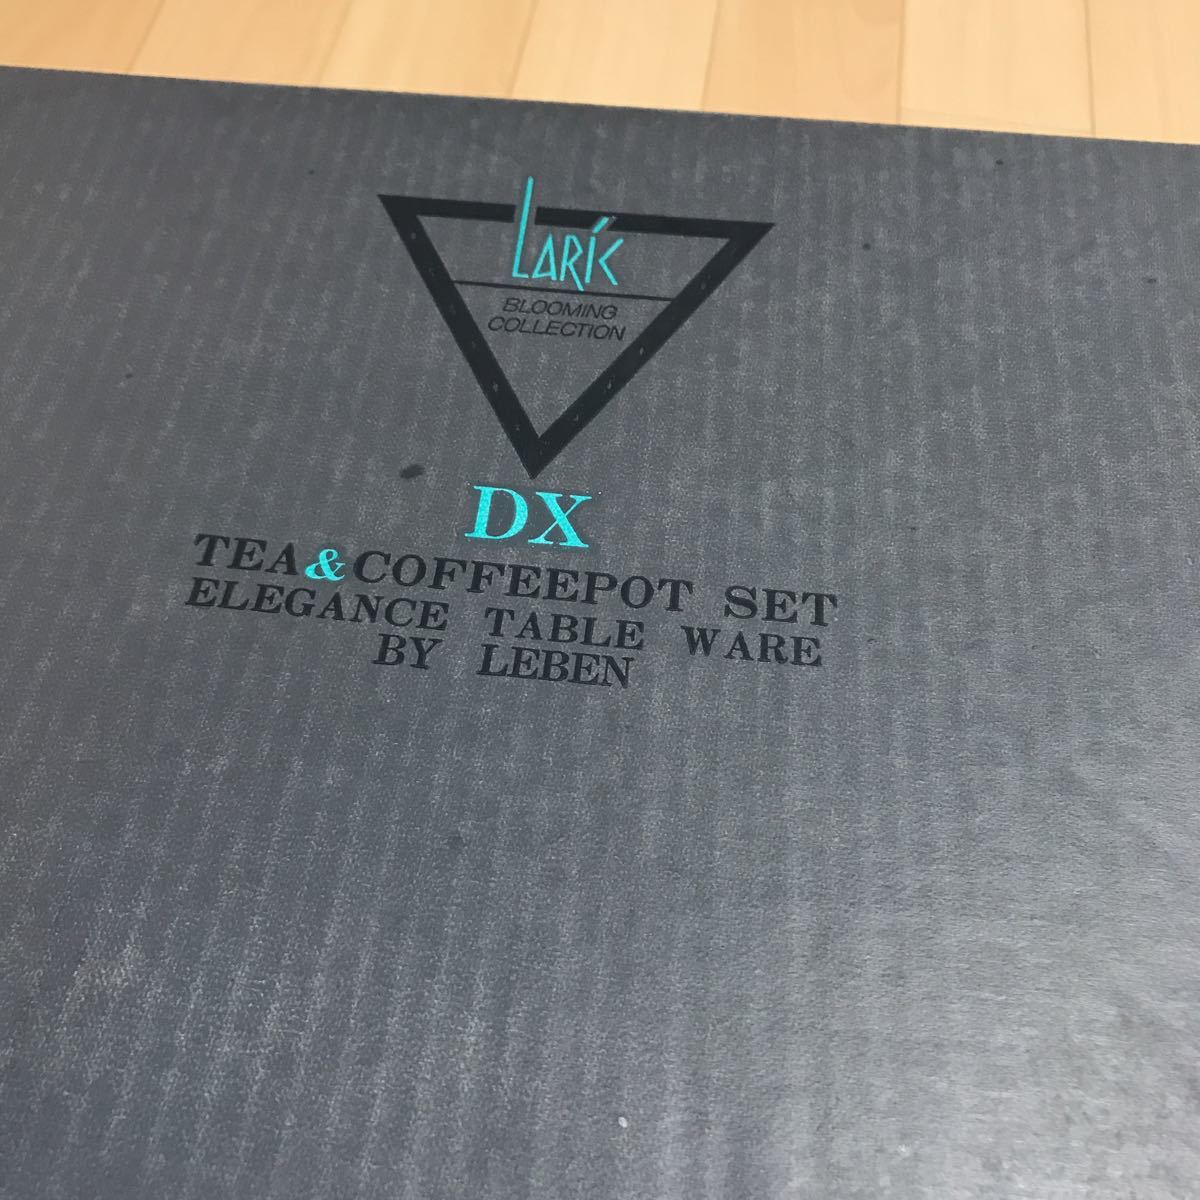 LARÍC
BLOOMING
COLLECTION
DX
TEA&COFFEEPOT SET
ELEGANCE TABLE WARE
BY LEBEN